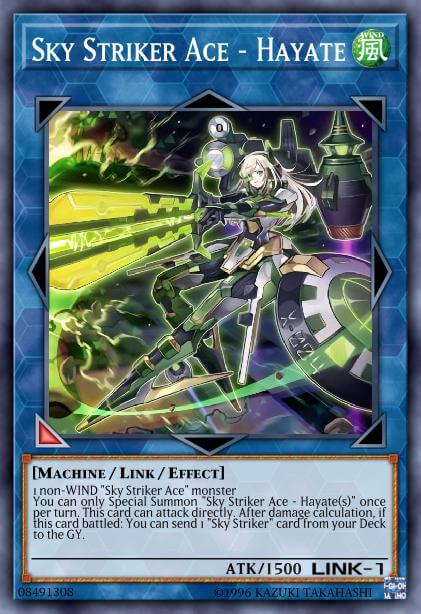 Sky Striker Ace - Hayate
WIND
風
X-004
[Machine / Link / Effect]
1 non-WIND "Sky Striker Ace" monster
You can only Special Summon "Sky Striker Ace - Hayate(s)" once
per turn. This card can attack directly. After damage calculation, if
this card battled: You can send 1 "Sky Striker" card from your Deck
to the GY.
ATK/1500 LINK-1
08491308
©1996 KAZUKI TAKAHASHI